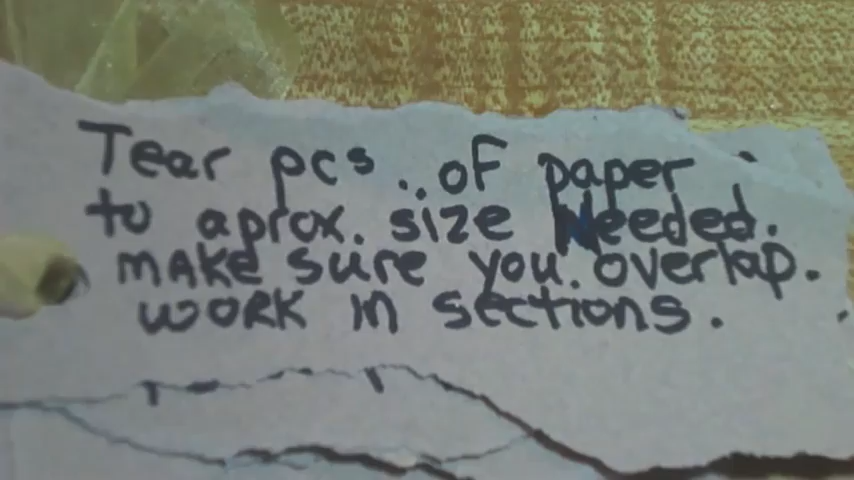 Tear pcs. of paper
to aprox. size Needed.
make sure you overlap.
work in sections.